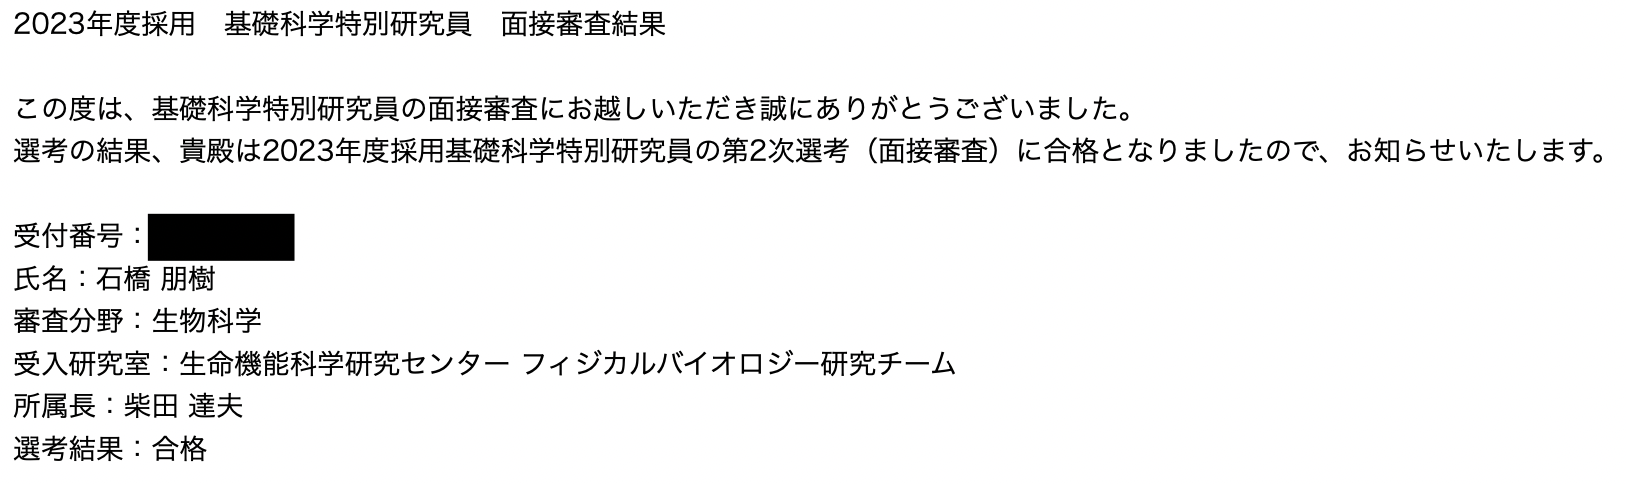 2023年度採用　基礎科学特別研究員　面接審査結果
この度は、基礎科学特別研究員の面接審査にお越しいただき誠にありがとうございました。
選考の結果、貴殿は2023年度採用基礎科学特別研究員の第2次選考（面接審査）に合格となりましたので、お知らせいたします。
受付番号：
氏名：石橋 朋樹
審査分野：生物科学
受入研究室：生命機能科学研究センター フィジカルバイオロジー研究チーム
所属長：柴田 達夫
選考結果：合格